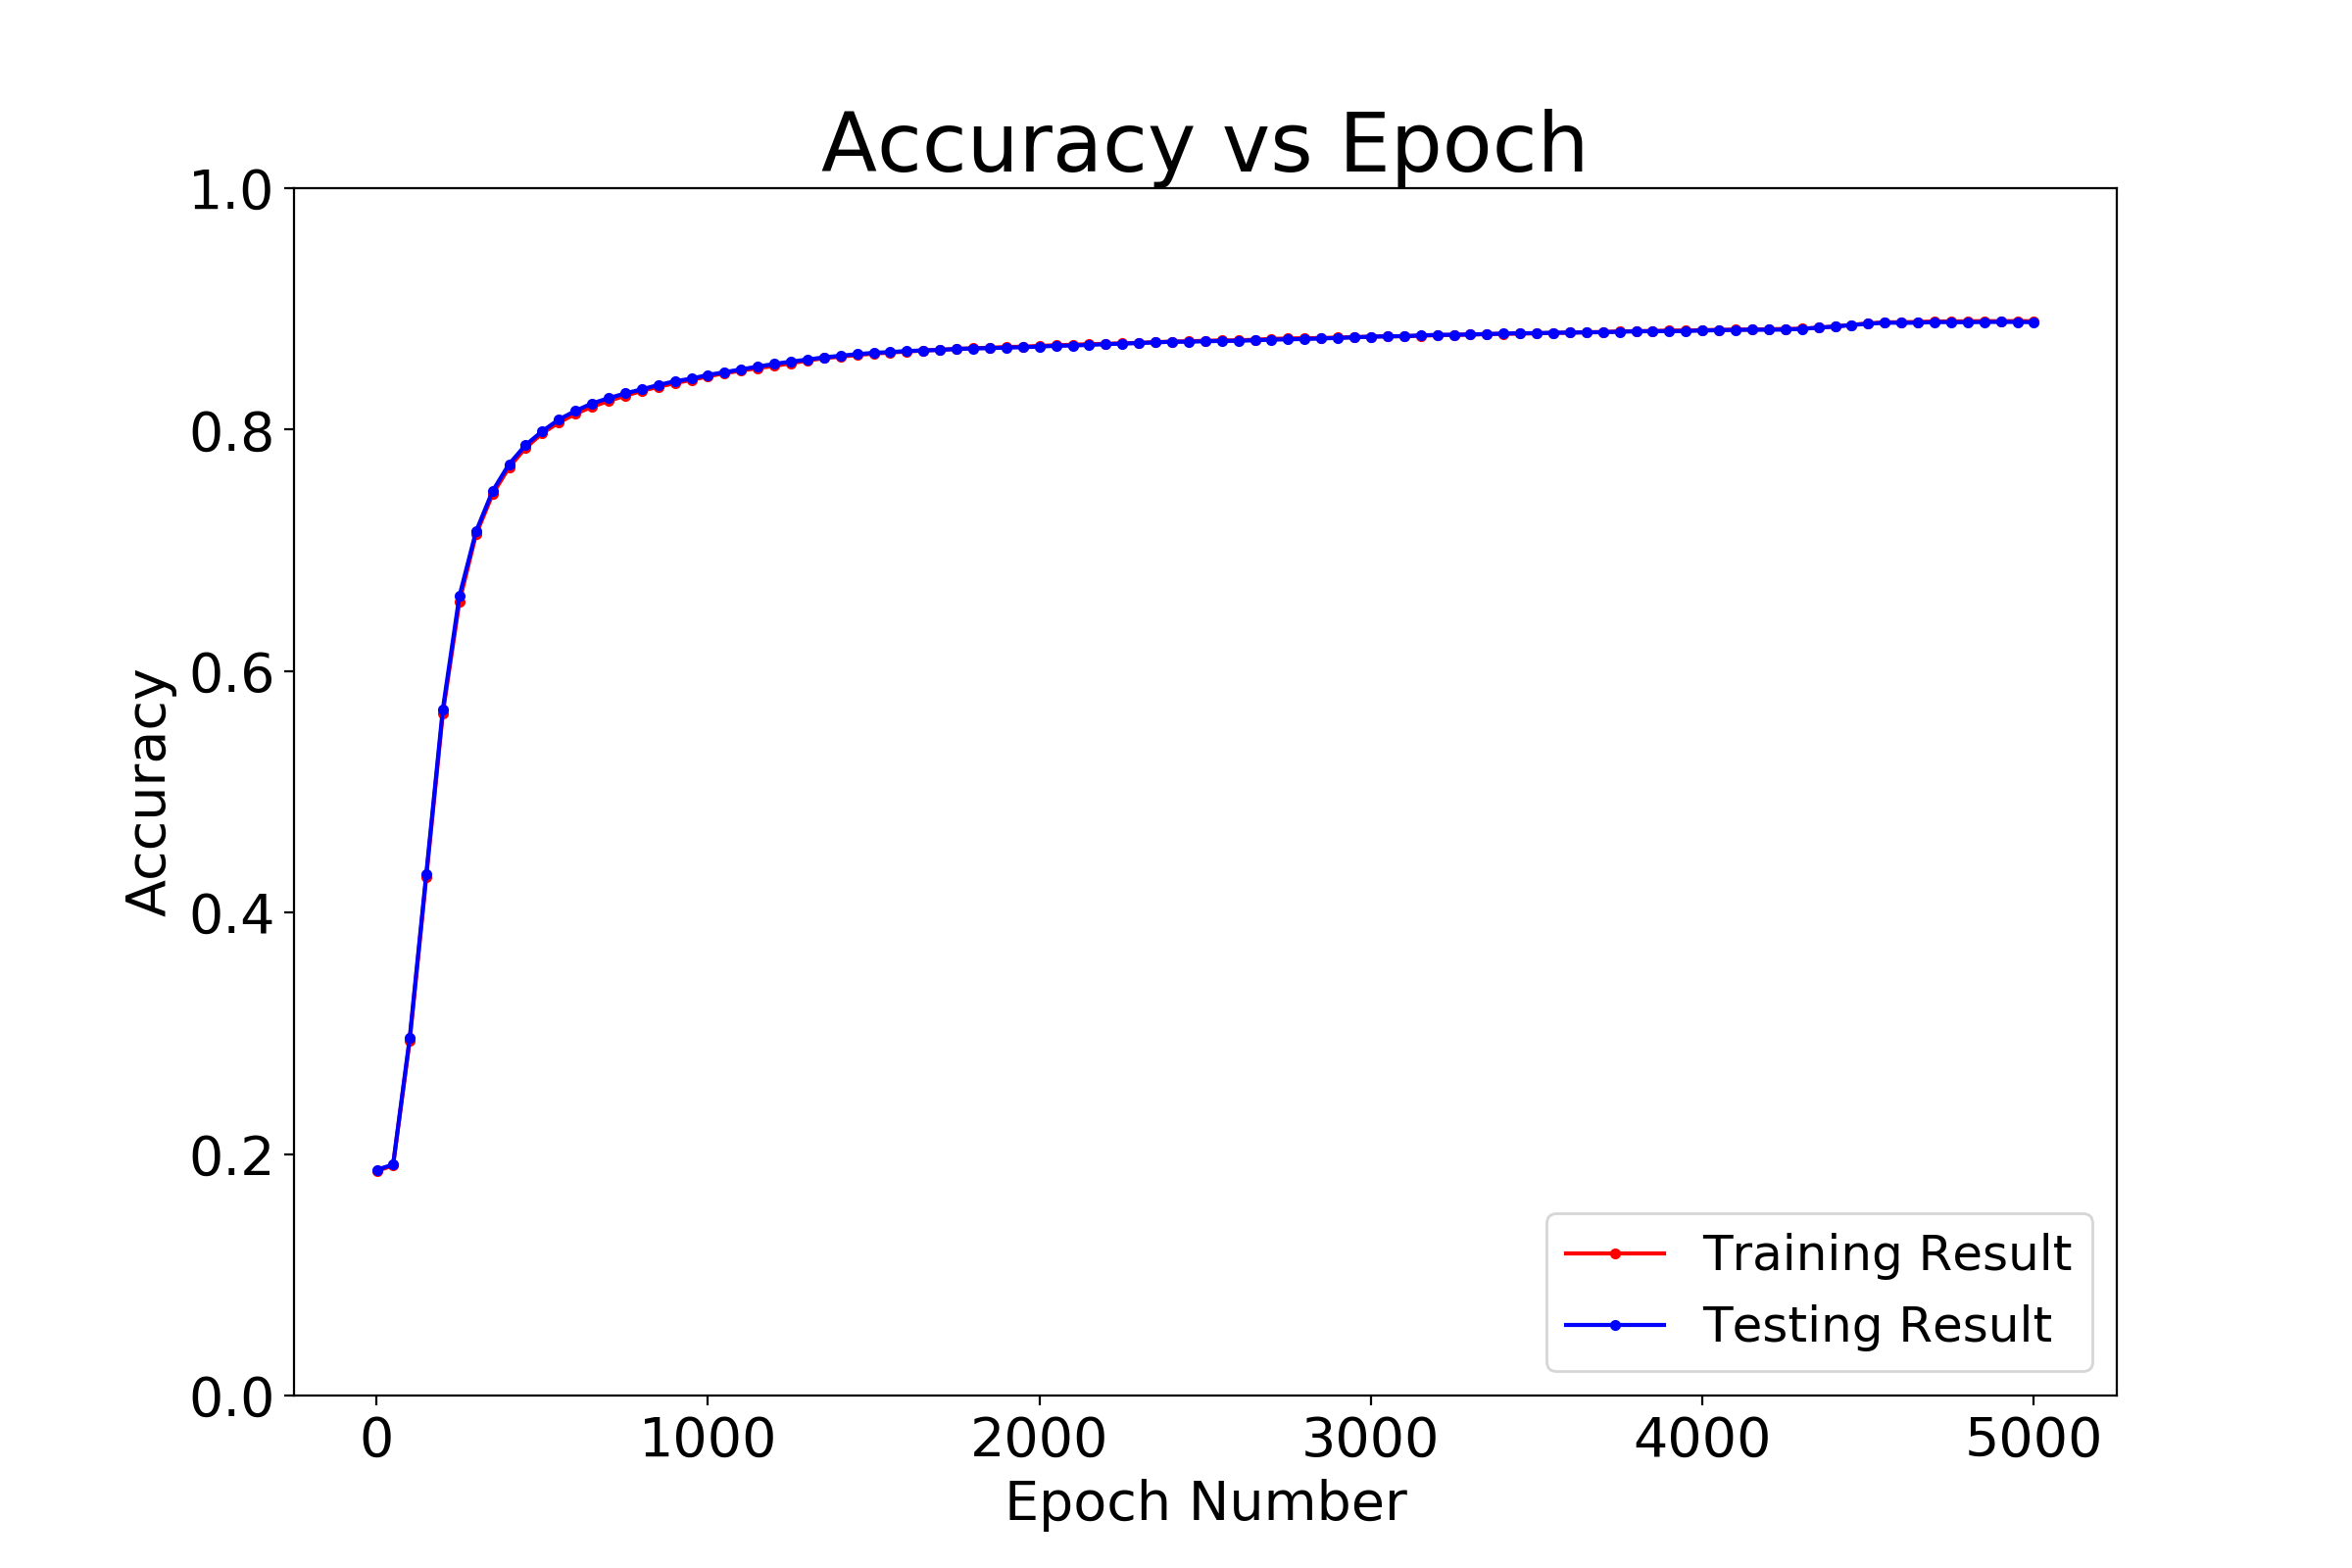 Accuracy vs Epoch
1.0
0.8
0.6
0.4
0.2
0.0
Accuracy
0 1000 2000 3000 4000 5000
Epoch Number
Training Result
Testing Result